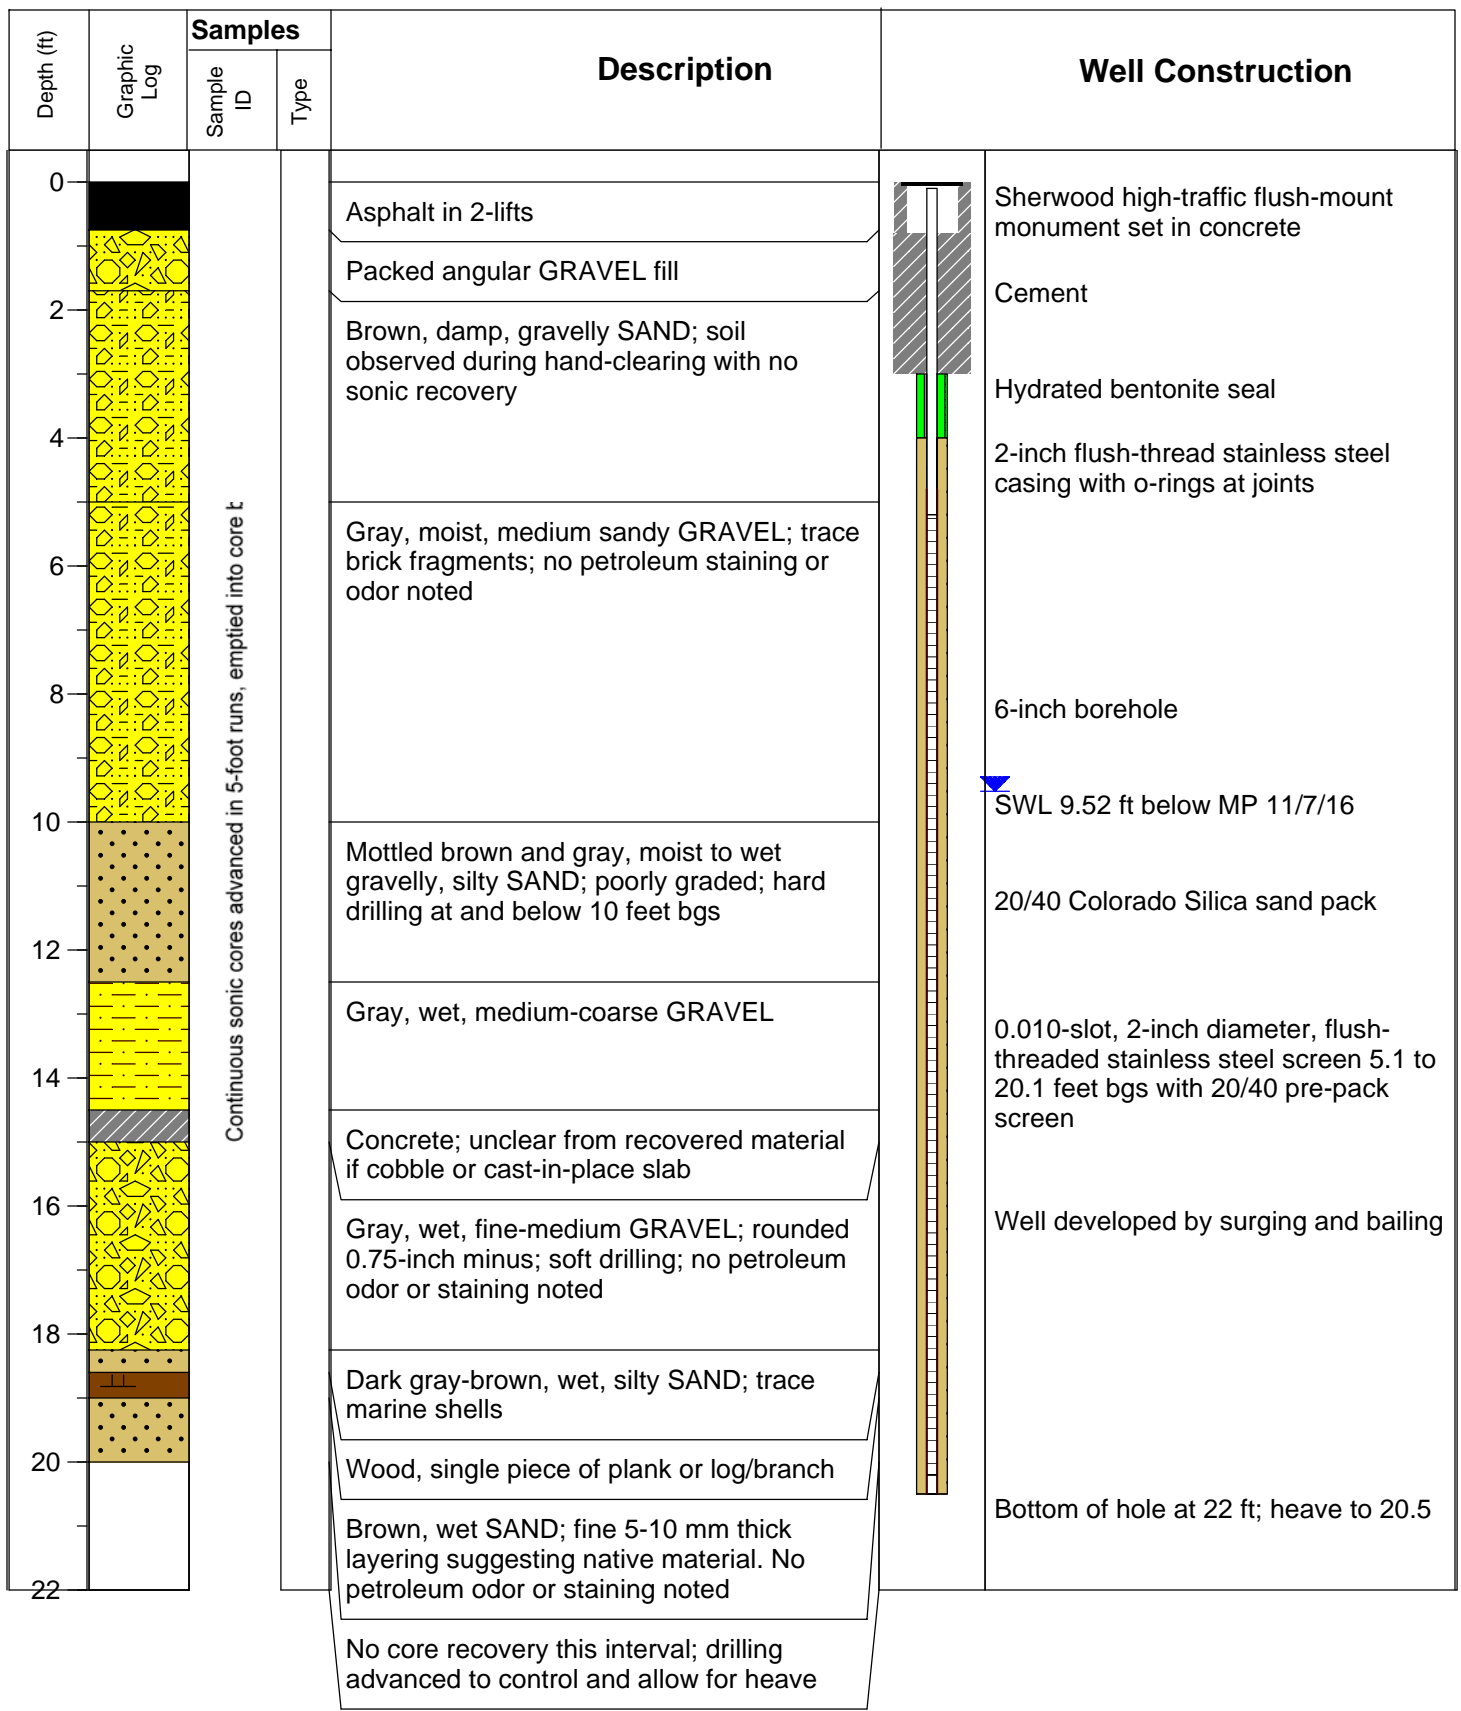 Depth (ft)
Graphic
Log
Samples
Sample
ID
Type
Description
Well Construction
0
2
4
6
8
10
12
14
16
18
20
22
Continuous sonic cores advanced in 5-foot runs, emptied into core
Asphalt in 2-lifts
Packed angular GRAVEL fill
Brown, damp, gravelly SAND; soil
observed during hand-clearing with no
sonic recovery
Gray, moist, medium sandy GRAVEL; trace
brick fragments; no petroleum staining or
odor noted
Mottled brown and gray, moist to wet
gravelly, silty SAND; poorly graded; hard
drilling at and below 10 feet bgs
Gray, wet, medium-coarse GRAVEL
Concrete; unclear from recovered material
if cobble or cast-in-place slab
Gray, wet, fine-medium GRAVEL; rounded
0.75-inch minus; soft drilling; no petroleum
odor or staining noted
Dark gray-brown, wet, silty SAND; trace
marine shells
Wood, single piece of plank or log/branch
Brown, wet SAND; fine 5-10 mm thick
layering suggesting native material. No
petroleum odor or staining noted
No core recovery this interval; drilling
advanced to control and allow for heave
Sherwood high-traffic flush-mount
monument set in concrete
Cement
Hydrated bentonite seal
2-inch flush-thread stainless steel
casing with o-rings at joints
6-inch borehole
SWL 9.52 ft below MP 11/7/16
20/40 Colorado Silica sand pack
0.010-slot, 2-inch diameter, flush-
threaded stainless steel screen 5.1 to
20.1 feet bgs with 20/40 pre-pack
screen
Well developed by surging and bailing
Bottom of hole at 22 ft; heave to 20.5